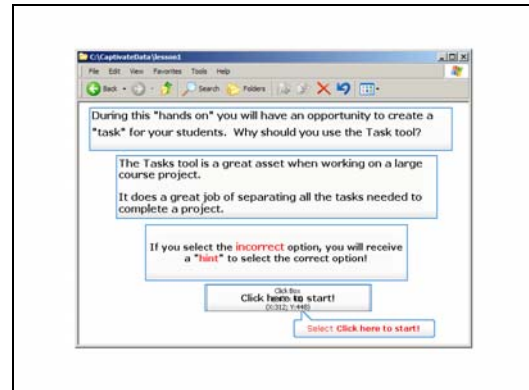 C:\CaptivateData\lesson1
File Edit View Favorites Tools Help
Back Search Folders
During this "hands on" you will have an opportunity to create a
"task" for your students. Why should you use the Task tool?
The Tasks tool is a great asset when working on a large
course project.
It does a great job of separating all the tasks needed to
complete a project.
If you select the incorrect option, you will receive
a "hint" to select the correct option!
Click Box
Click here to start!
(X:312; Y:448)
Select Click here to start!